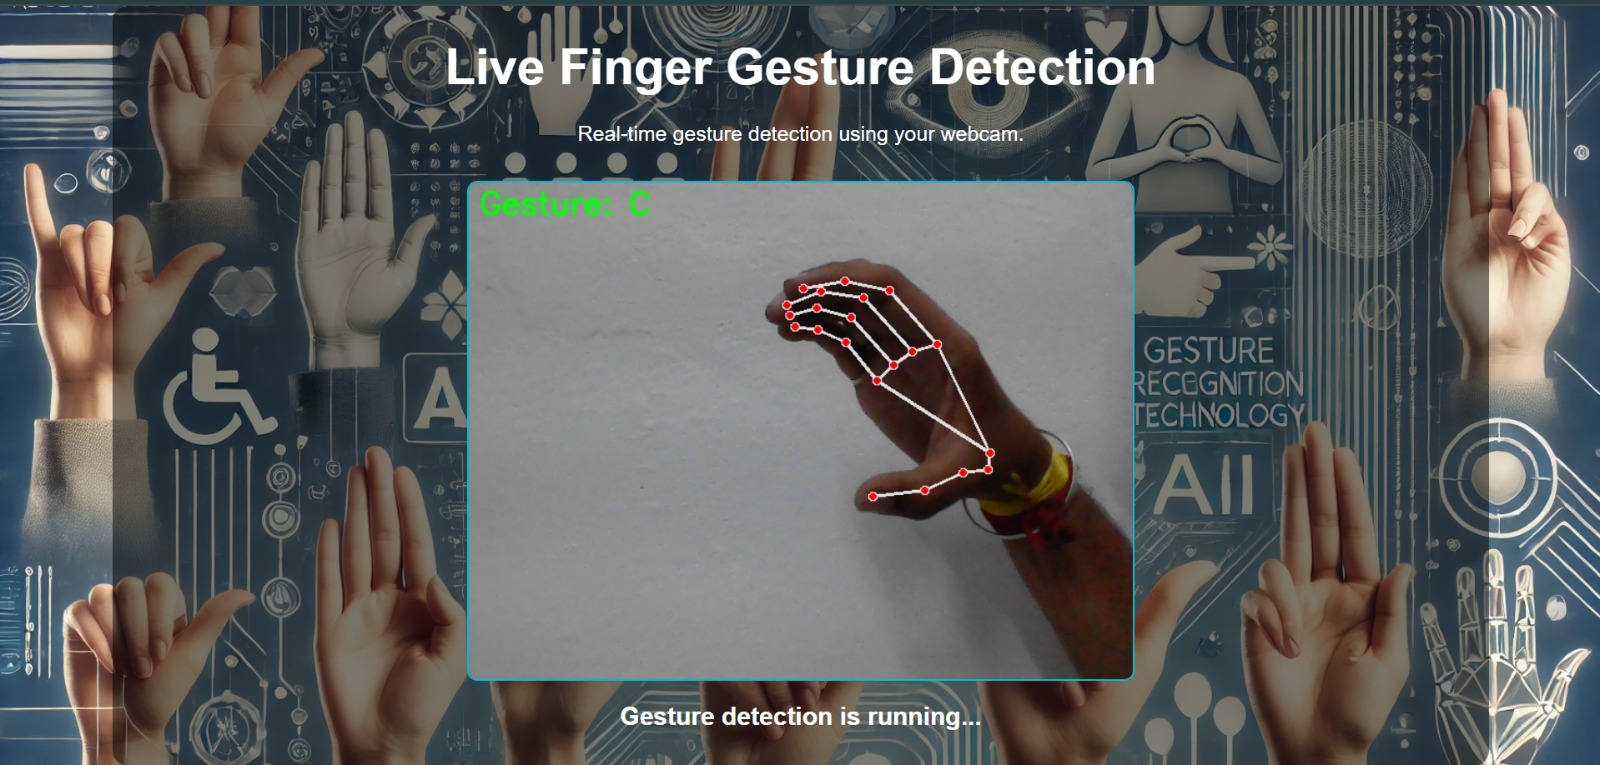 Live Finger Gesture Detection
Real-time gesture detection using your webcam.
Gesture: C
A
GESTURE
RECOGNITION
TECHNOLOGY
All
Gesture detection is running...